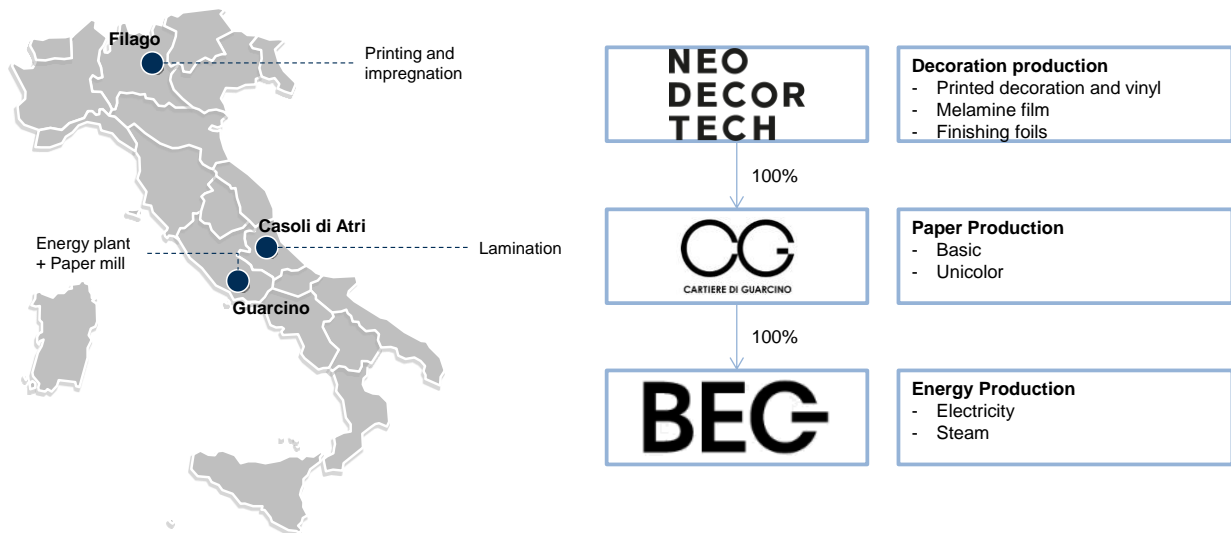 Filago
Printing and
impregnation
Casoli di Atri
Energy plant
+ Paper mill
Lamination
Guarcino
NEO
DECOR
TECH
Decoration production
- Printed decoration and vinyl
- Melamine film
- Finishing foils
100%
CG
CARTIERE DI GUARCINO
Paper Production
- Basic
- Unicolor
100%
BEG
Energy Production
- Electricity
- Steam